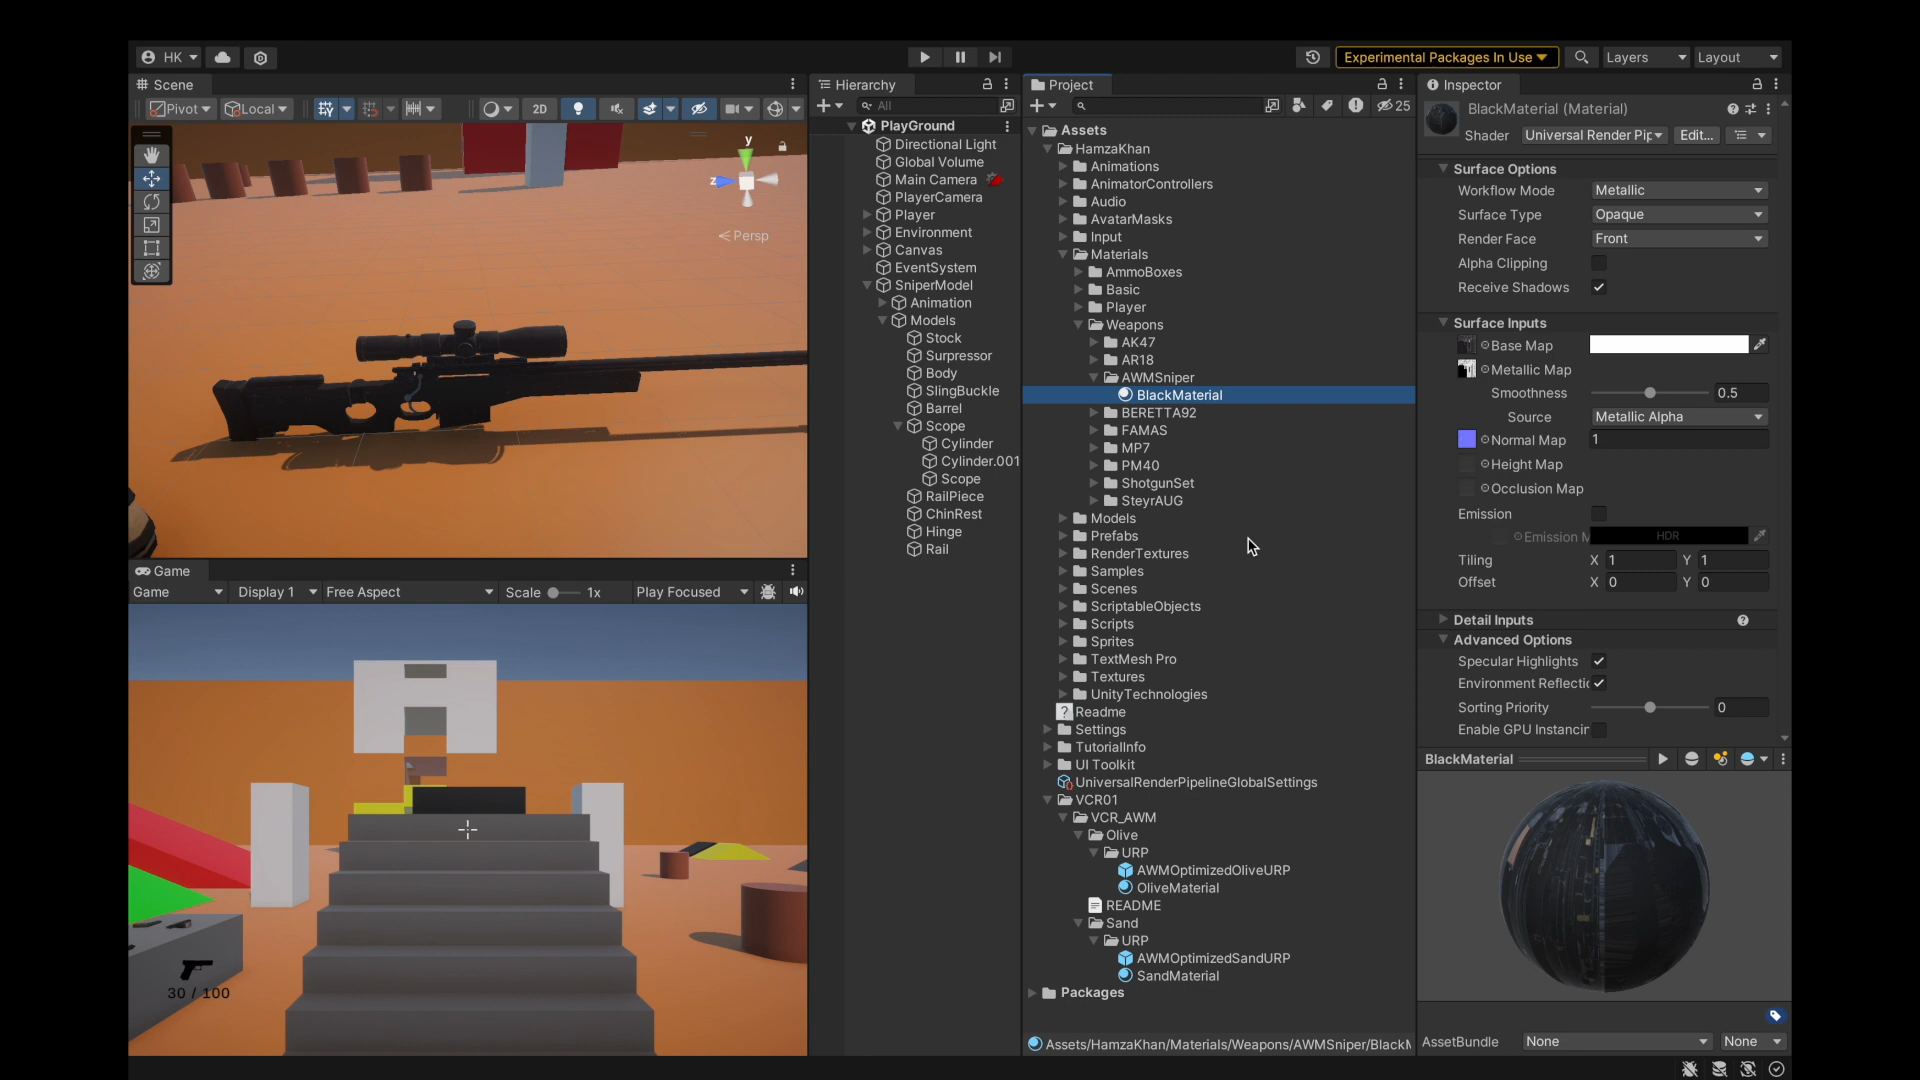 HK
Experimental Packages In Use
Layers
Layout
Scene
Pivot
Local
2D
y
z
Persp
Game
Game
Display 1
Free Aspect
Scale
1x
Play Focused
30 / 100
Hierarchy
All
PlayGround
Directional Light
Global Volume
Main Camera
PlayerCamera
Player
Environment
Canvas
EventSystem
SniperModel
Animation
Models
Stock
Surpressor
Body
SlingBuckle
Barrel
Scope
Cylinder
Cylinder.001
Scope
RailPiece
ChinRest
Hinge
Rail
Project
25
Assets
HamzaKhan
Animations
AnimatorControllers
Audio
AvatarMasks
Input
Materials
AmmoBoxes
Basic
Player
Weapons
AK47
AR18
AWMSniper
BlackMaterial
BERETTA92
FAMAS
MP7
PM40
ShotgunSet
SteyrAUG
Models
Prefabs
RenderTextures
Samples
Scenes
ScriptableObjects
Scripts
Sprites
TextMesh Pro
Textures
UnityTechnologies
Readme
Settings
TutorialInfo
UI Toolkit
UniversalRenderPipelineGlobalSettings
VCR01
VCR_AWM
Olive
URP
AWMOptimizedOliveURP
OliveMaterial
README
Sand
URP
AWMOptimizedSandURP
SandMaterial
Packages
Assets/HamzaKhan/Materials/Weapons/AWMSniper/BlackM
Inspector
BlackMaterial (Material)
Shader
Universal Render Pip
Edit...
Surface Options
Workflow Mode Metallic
Surface Type Opaque
Render Face Front
Alpha Clipping
Receive Shadows
Surface Inputs
Base Map
Metallic Map
Smoothness 0.5
Source Metallic Alpha
Normal Map 1
Height Map
Occlusion Map
Emission
Emission M HDR
Tiling X 1 Y 1
Offset X 0 Y 0
Detail Inputs
Advanced Options
Specular Highlights
Environment Reflectic
Sorting Priority 0
Enable GPU Instancir
BlackMaterial
AssetBundle None None